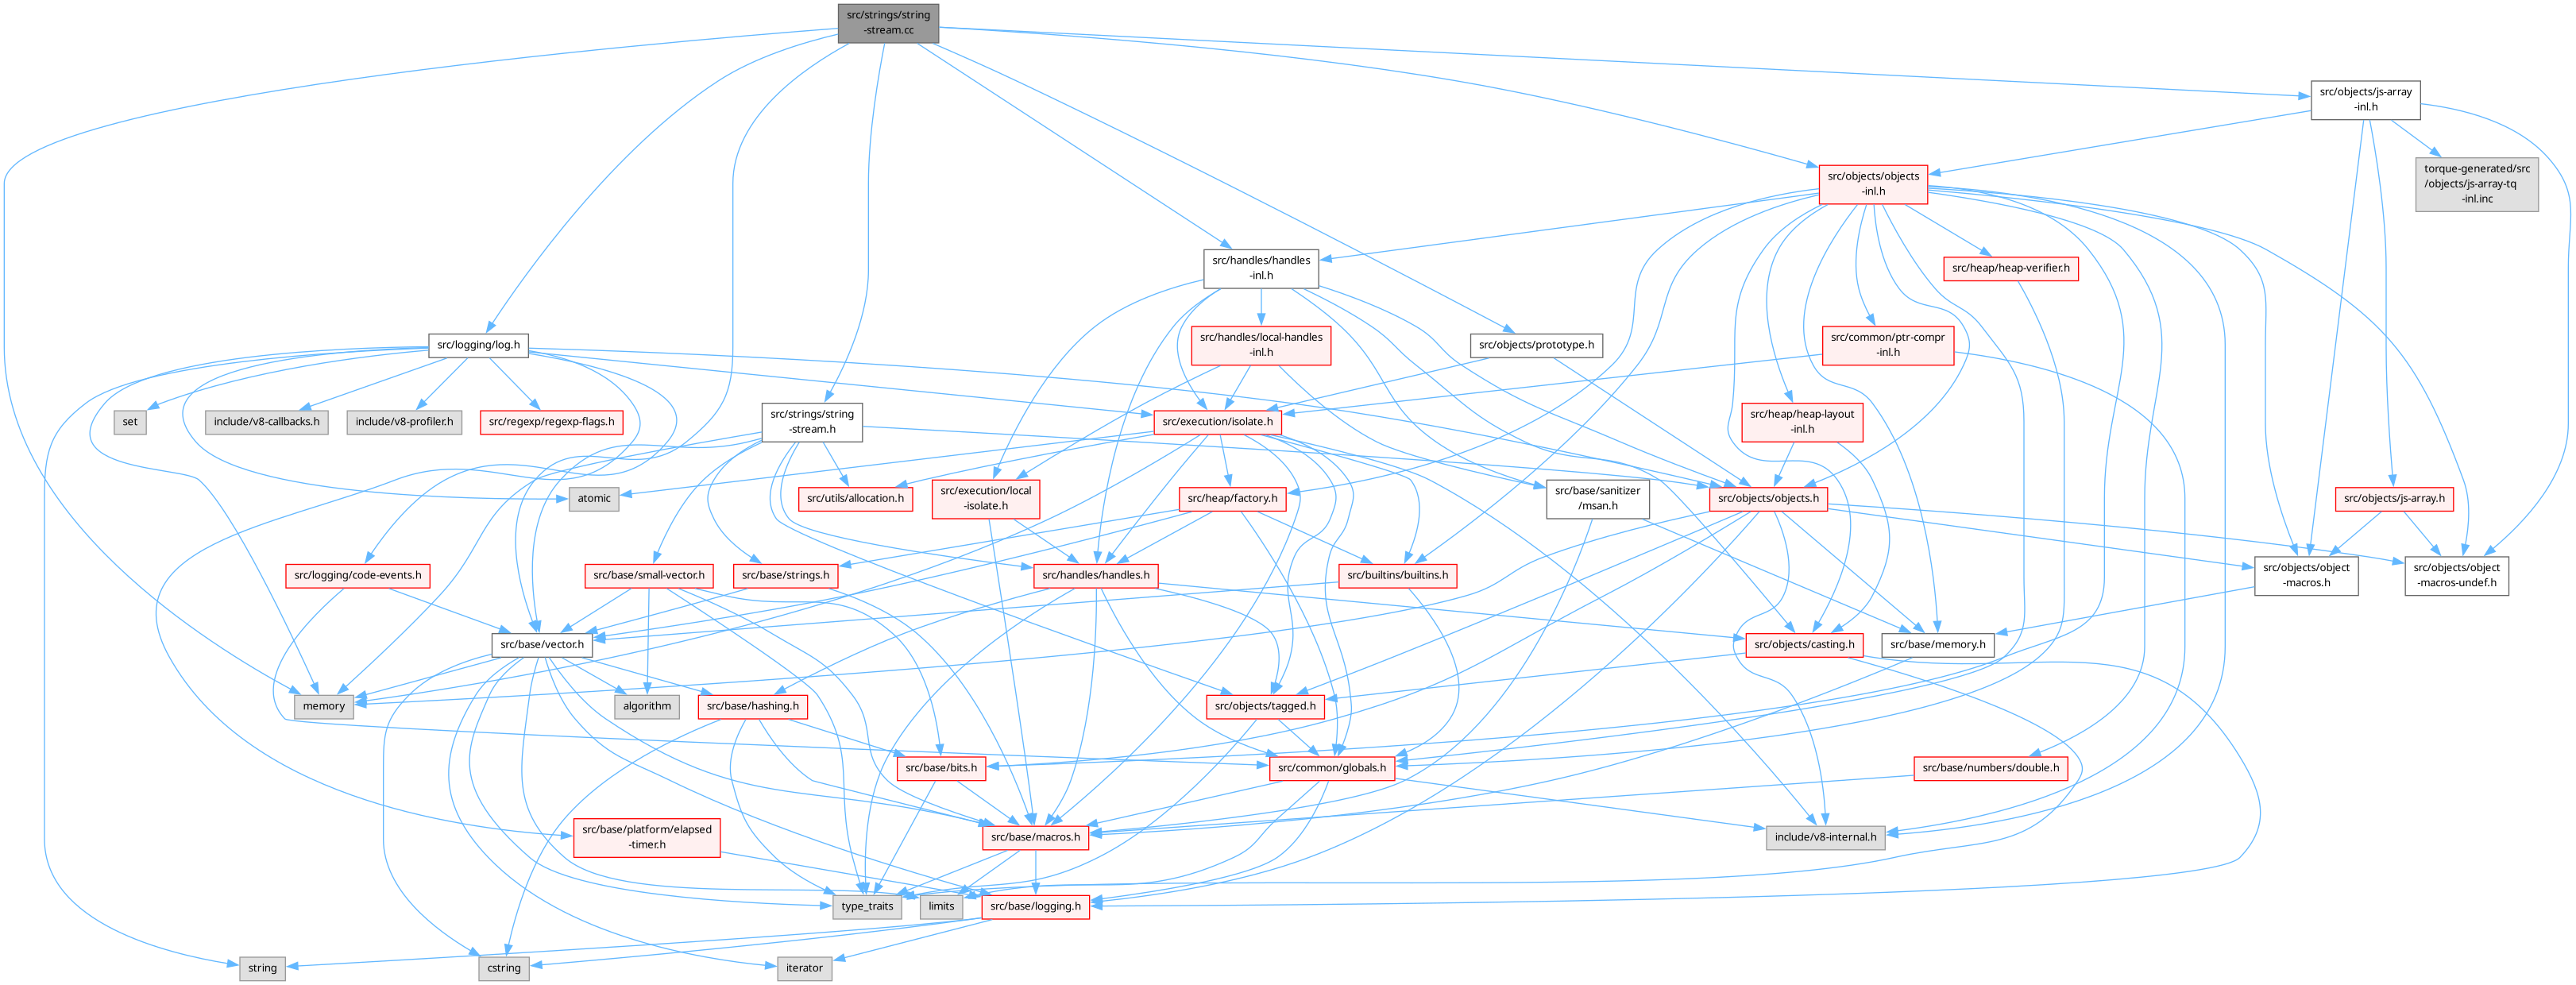 src/strings/string
-stream.cc
src/objects/js-array
-inl.h
src/objects/objects
-inl.h
torque-generated/src
/objects/js-array-tq
-inl.inc
src/handles/handles
-inl.h
src/heap/heap-verifier.h
src/logging/log.h
src/handles/local-handles
-inl.h
src/objects/prototype.h
src/common/ptr-compr
-inl.h
set
include/v8-callbacks.h
include/v8-profiler.h
src/regexp/regexp-flags.h
src/strings/string
-stream.h
src/execution/isolate.h
src/heap/heap-layout
-inl.h
atomic
src/utils/allocation.h
src/execution/local
-isolate.h
src/heap/factory.h
src/base/sanitizer
/msan.h
src/objects/objects.h
src/objects/js-array.h
src/logging/code-events.h
src/base/small-vector.h
src/base/strings.h
src/handles/handles.h
src/builtins/builtins.h
src/objects/object
-macros.h
src/objects/object
-macros-undef.h
src/base/vector.h
src/objects/casting.h
src/base/memory.h
memory
algorithm
src/base/hashing.h
src/objects/tagged.h
src/base/bits.h
src/common/globals.h
src/base/numbers/double.h
src/base/platform/elapsed
-timer.h
src/base/macros.h
include/v8-internal.h
type_traits
limits
src/base/logging.h
string
cstring
iterator